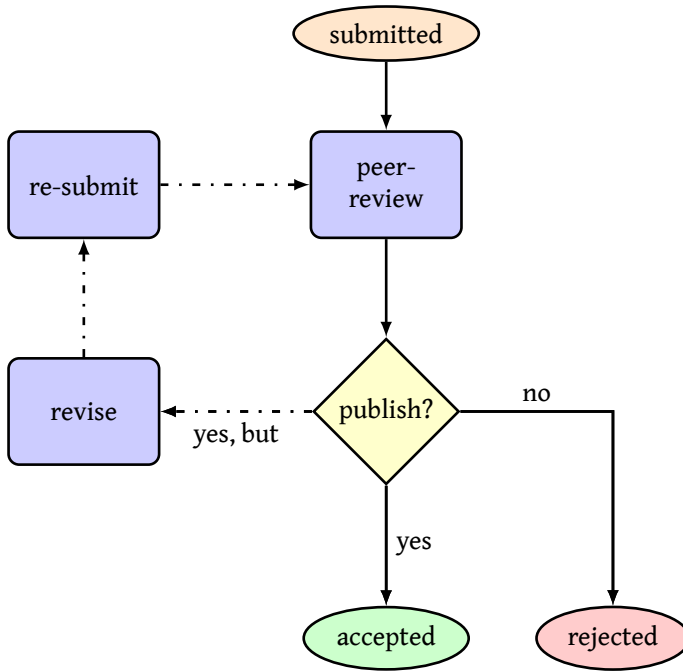 submitted
re-submit
peer-
review
revise
yes, but
publish?
no
yes
accepted
rejected